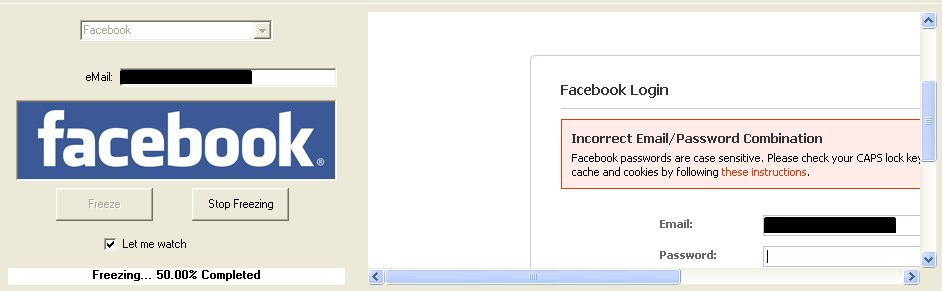 Facebook
eMail:
facebook®
Freeze
Stop Freezing
Let me watch
Freezing... 50.00% Completed
Facebook Login
Incorrect Email/Password Combination
Facebook passwords are case sensitive. Please check your CAPS lock key
cache and cookies by following these instructions.
Email:
Password: